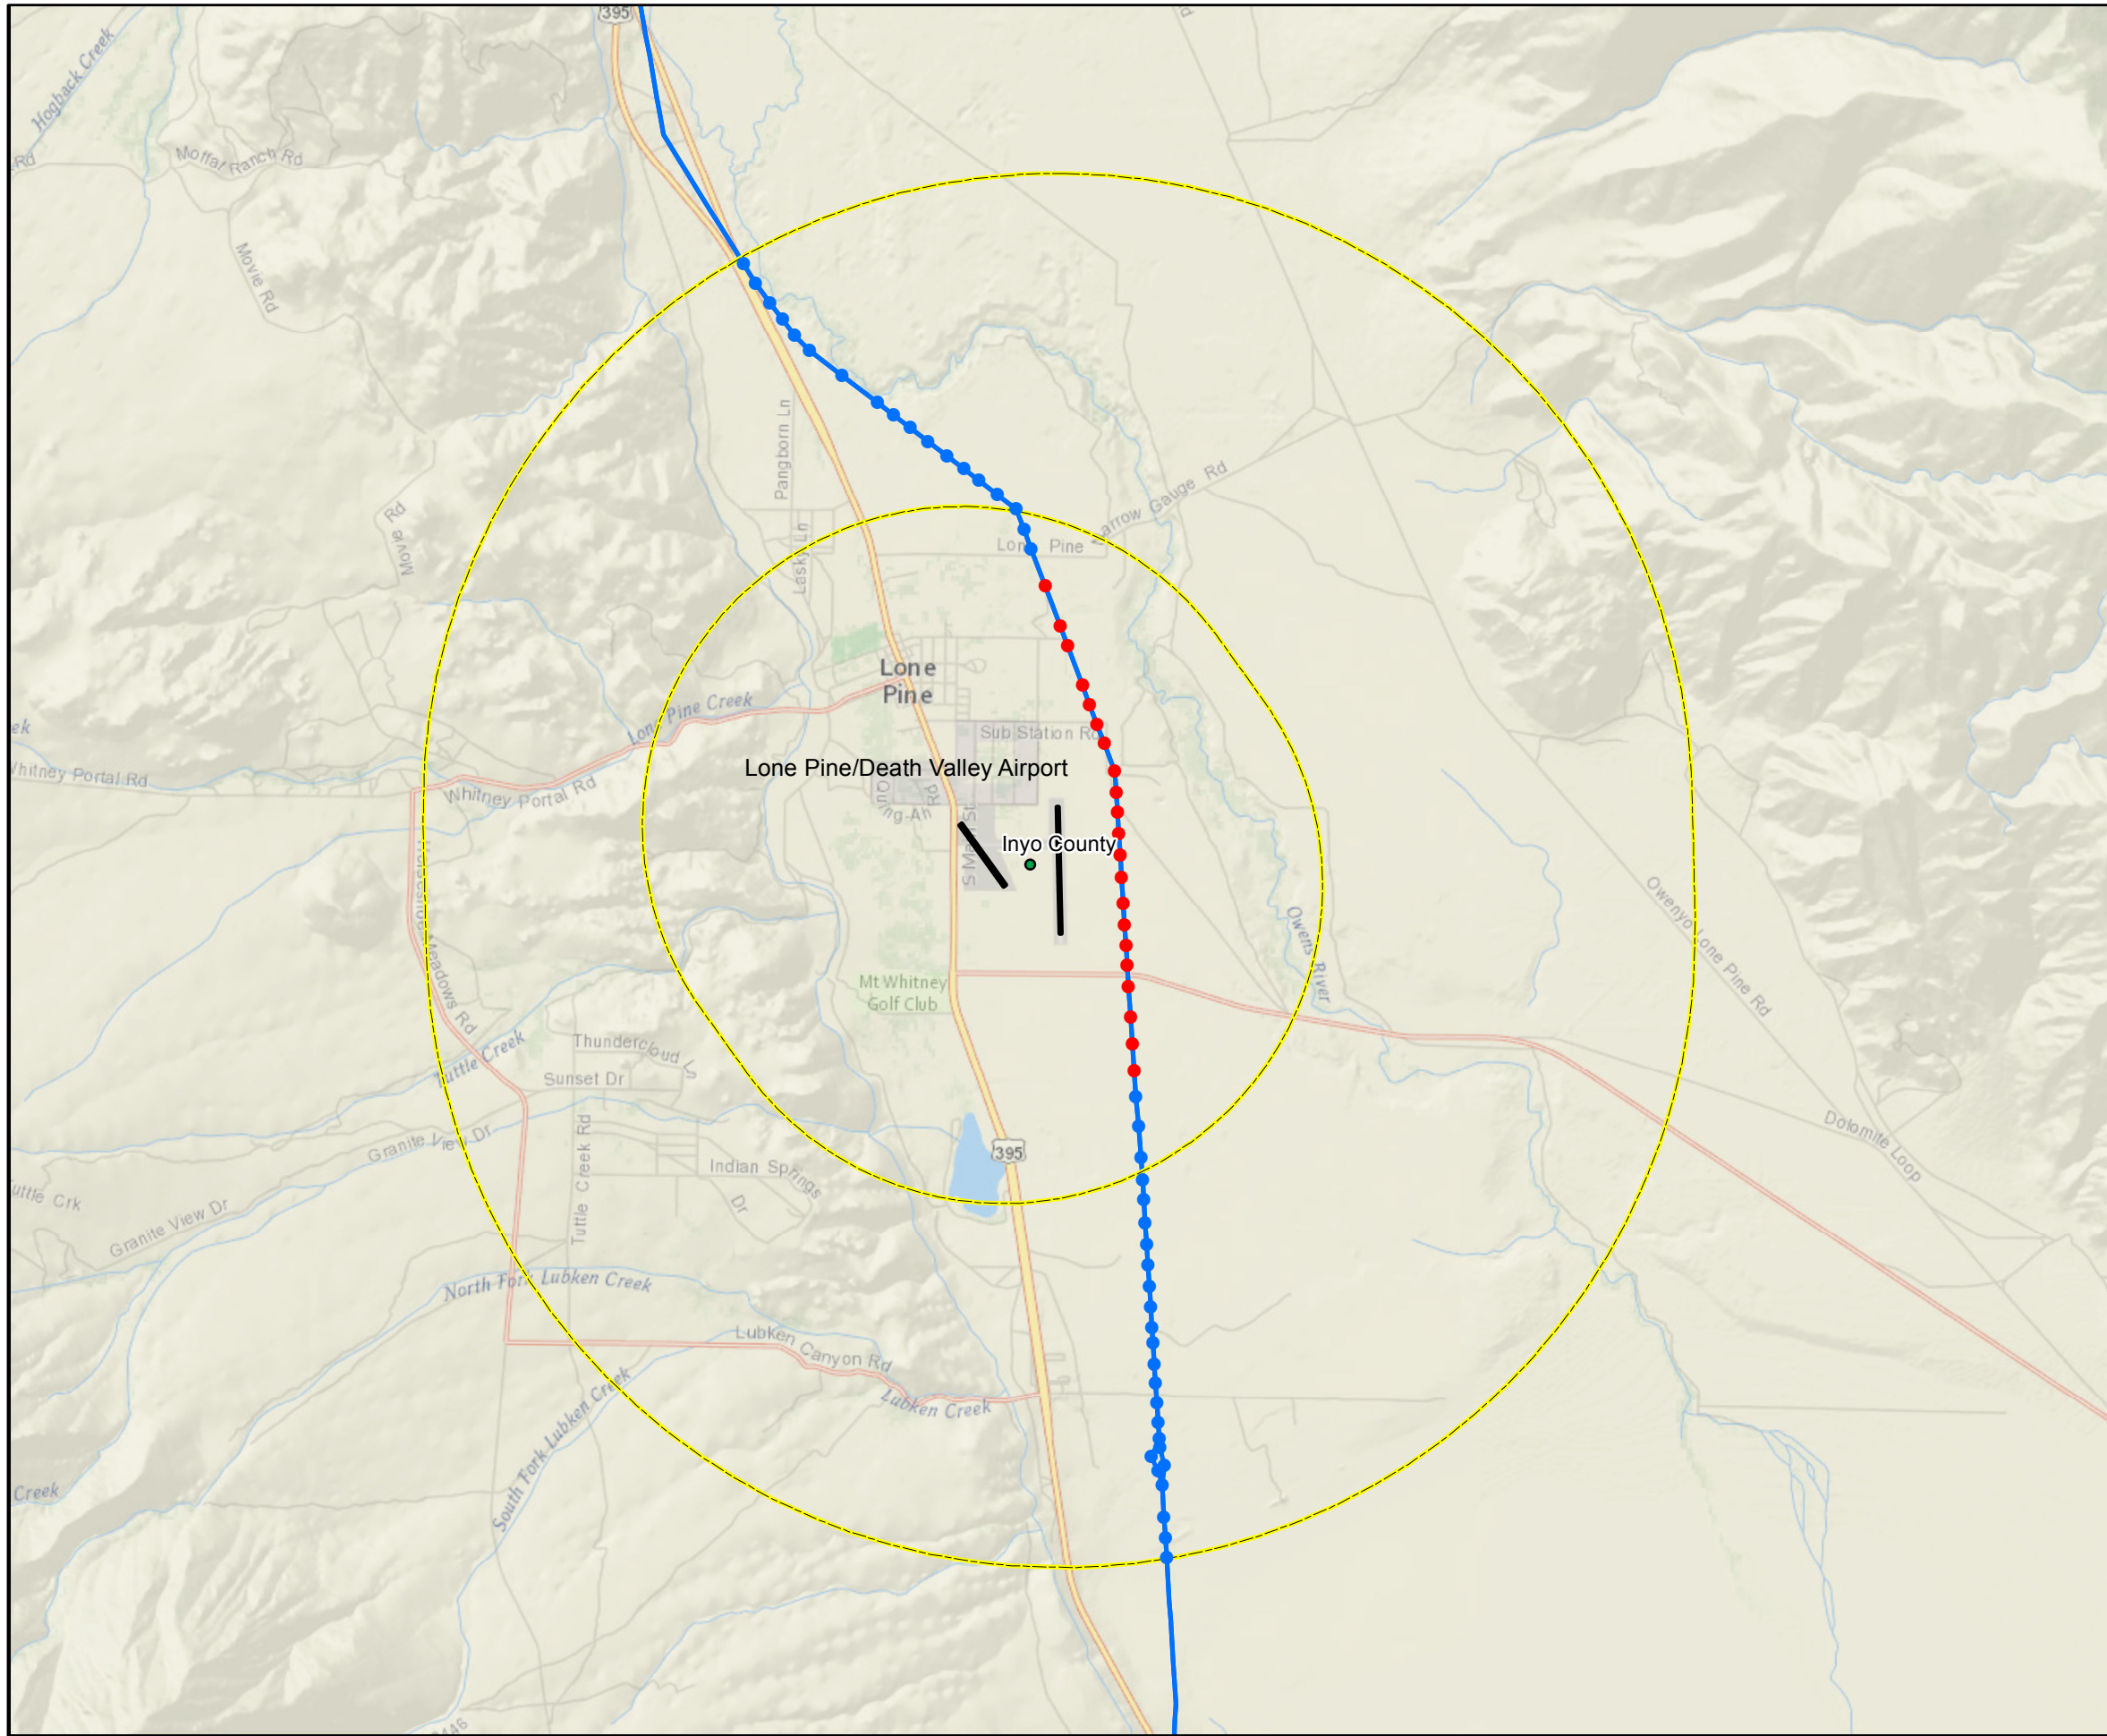 395
Hogback Creek
Rd
Moffat Ranch Rd
Movie Rd
Pangborn Ln
Movie Rd
Lasky Ln
Narrow Gauge Rd
Lone Pine
Lone
Pine
Lone Pine Creek
Sub Station Rd
Lone Pine/Death Valley Airport
Whitney Portal Rd
Whitney Portal Rd
S Main St
Inyo County
Owens River
Owenyo Lone Pine Rd
Meadows Rd
Mt Whitney
Golf Club
Tuttle Creek
Thundercloud Ln
Sunset Dr
Granite View Dr
Tuttle Creek Rd
395
Indian Springs
Dr
Dolomite Loop
Tuttle Crk
Granite View Dr
North Fork Lubken Creek
Lubken Canyon Rd
Lubken Creek
South Fork Lubken Creek
Creek